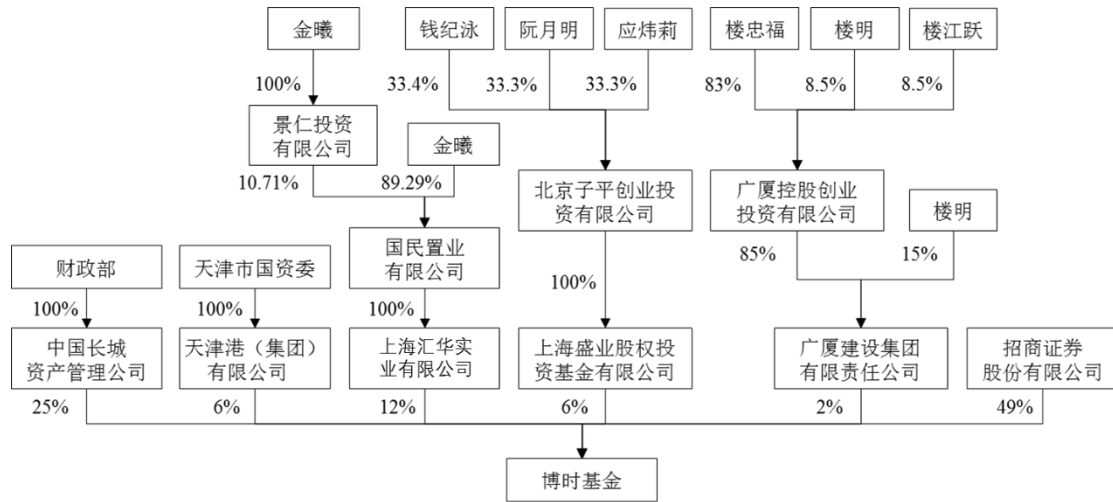 金曦
钱纪泳
阮月明
应炜莉
楼忠福
楼明
楼江跃
100%
33.4%
33.3%
33.3%
83%
8.5%
8.5%
景仁投资
有限公司
金曦
10.71%
89.29%
北京子平创业投
资有限公司
广厦控股创业
投资有限公司
楼明
国民置业
有限公司
85%
15%
财政部
天津市国资委
100%
100%
100%
100%
中国长城
资产管理公司
天津港（集团）
有限公司
上海汇华实
业有限公司
上海盛业股权投
资基金有限公司
广厦建设集团
有限责任公司
招商证券
股份有限公司
25%
6%
12%
6%
2%
49%
博时基金